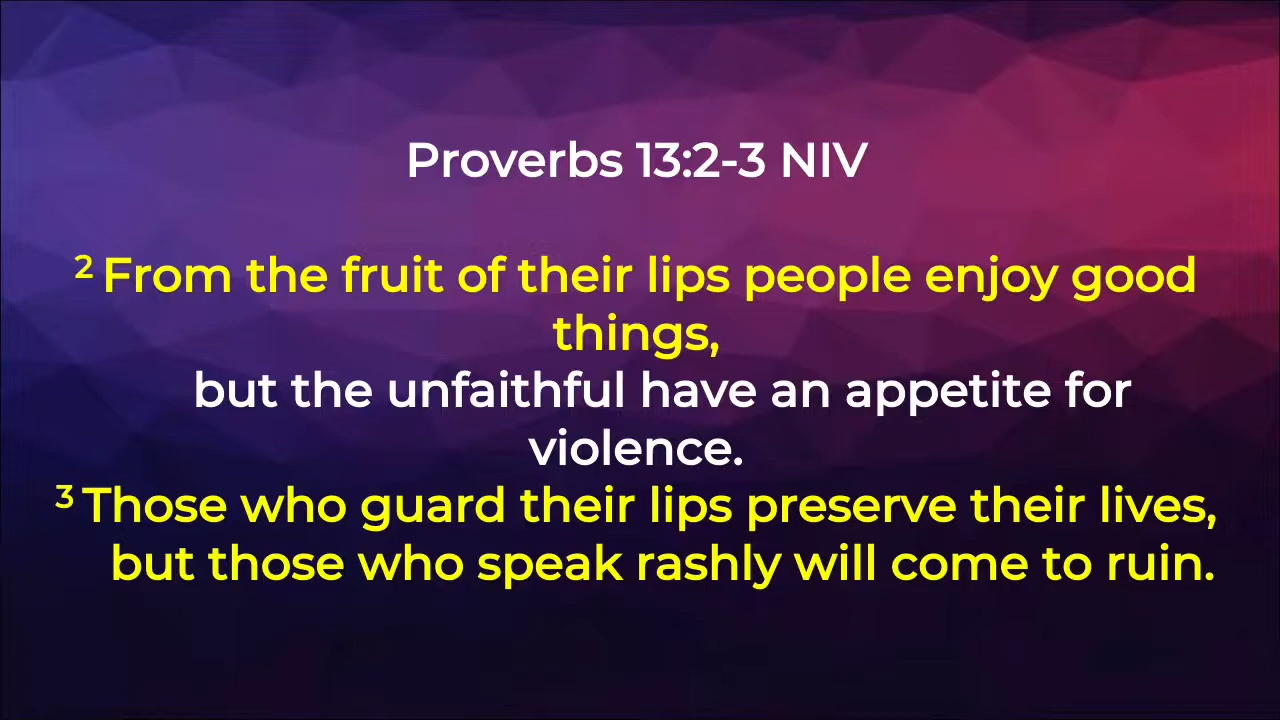 Proverbs 13:2-3 NIV
² From the fruit of their lips people enjoy good
things,
but the unfaithful have an appetite for
violence.
³ Those who guard their lips preserve their lives,
but those who speak rashly will come to ruin.